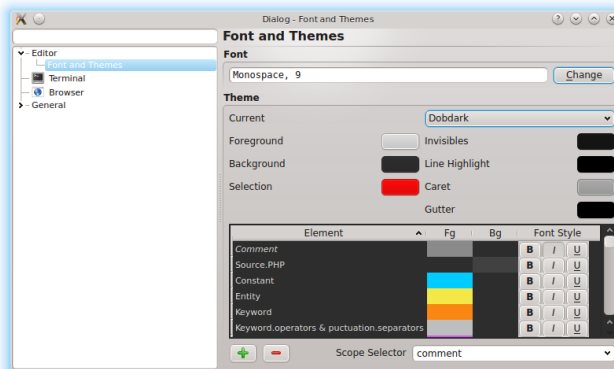 Dialog - Font and Themes
Editor
Font and Themes
Terminal
Browser
General
Font and Themes
Font
Monospace, 9
Change
Theme
Current
Dobdark
Foreground
Invisibles
Background
Line Highlight
Selection
Caret
Gutter
Element Fg Bg Font Style
Comment B I U
Source.PHP B I U
Constant B I U
Entity B I U
Keyword B I U
Keyword.operators & puctuation.separators B I U
Scope Selector comment